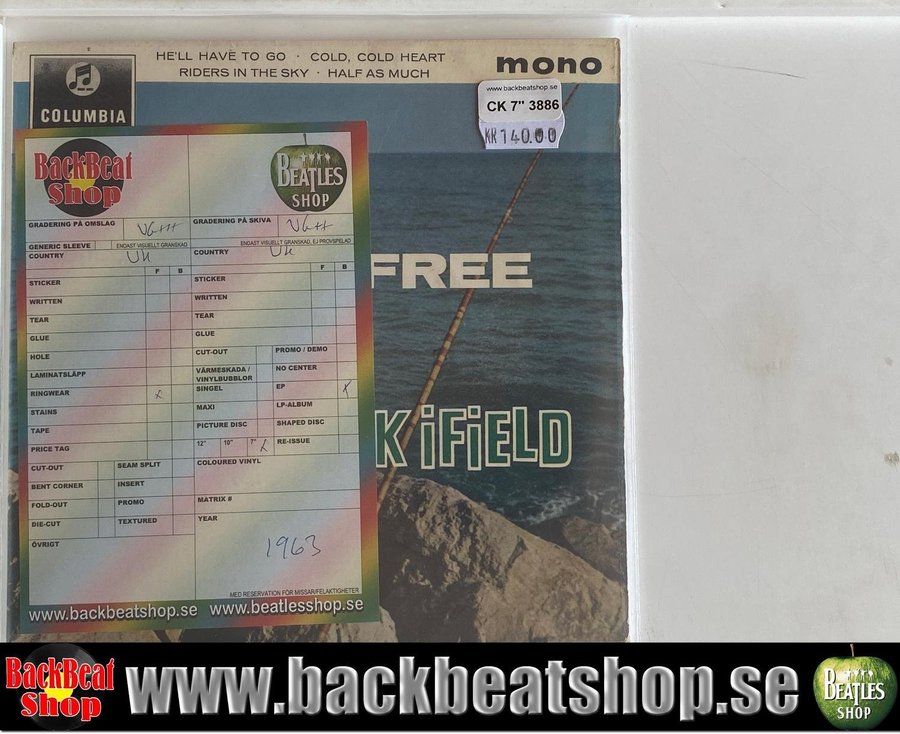 HE'LL HAVE TO GO · COLD, COLD HEART
RIDERS IN THE SKY · HALF AS MUCH
mono
COLUMBIA
www.backbeatshop.se
CK 7" 3886
KR 140.00
FREE
K iFiELD
BackBeat
Shop
BEATLES
SHOP
GRADERING PÅ OMSLAG VG++
GRADERING PÅ SKIVA VG++
GENERIC SLEEVE
ENDAST VISUELLT GRANSKAD
ENDAST VISUELLT GRANSKAD, EJ PROVSPELAD
COUNTRY UK
COUNTRY UK
F B
F B
STICKER
WRITTEN
TEAR
GLUE
HOLE
LAMINATSLÄPP
RINGWEAR x
STAINS
TAPE
PRICE TAG
CUT-OUT
SEAM SPLIT
BENT CORNER
INSERT
FOLD-OUT
PROMO
DIE-CUT
TEXTURED
ÖVRIGT
STICKER
WRITTEN
TEAR
GLUE
CUT-OUT
PROMO / DEMO
VÄRMESKADA /
VINYLBUBBLOR
NO CENTER
SINGEL
EP x
MAXI
LP-ALBUM
PICTURE DISC
SHAPED DISC
12" 10" 7" x
RE-ISSUE
COLOURED VINYL
MATRIX #
YEAR
1963
MED RESERVATION FÖR MISSAR/FELAKTIGHETER
www.backbeatshop.se www.beatlesshop.se
BackBeat
Shop
www.backbeatshop.se
BEATLES
SHOP